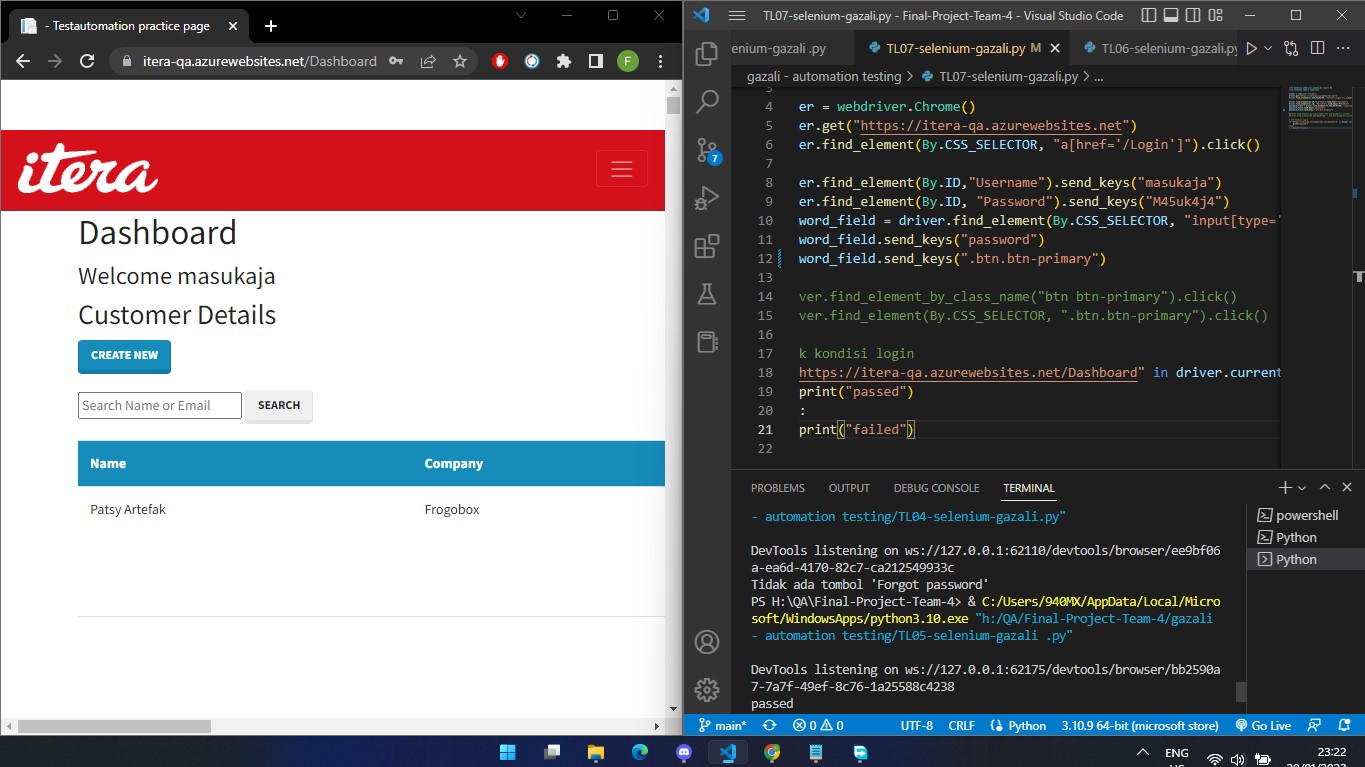 - Testautomation practice page
itera-qa.azurewebsites.net/Dashboard
F
itera
Dashboard
Welcome masukaja
Customer Details
CREATE NEW
Search Name or Email
SEARCH
Name Company
Patsy Artefak Frogobox
TL07-selenium-gazali.py - Final-Project-Team-4 - Visual Studio Code
enium-gazali .py TL07-selenium-gazali.py M TL06-selenium-gazali.py
gazali - automation testing > TL07-selenium-gazali.py > ...
3
4 er = webdriver.Chrome()
5 er.get("https://itera-qa.azurewebsites.net")
6 er.find_element(By.CSS_SELECTOR, "a[href='/Login']").click()
7
8 er.find_element(By.ID,"Username").send_keys("masukaja")
9 er.find_element(By.ID, "Password").send_keys("M45uk4j4")
10 word_field = driver.find_element(By.CSS_SELECTOR, "input[type='
11 word_field.send_keys("password")
12 word_field.send_keys(".btn.btn-primary")
13
14 ver.find_element_by_class_name("btn btn-primary").click()
15 ver.find_element(By.CSS_SELECTOR, ".btn.btn-primary").click()
16
17 k kondisi login
18 https://itera-qa.azurewebsites.net/Dashboard" in driver.current
19 print("passed")
20 :
21 print("failed")
22
7
PROBLEMS OUTPUT DEBUG CONSOLE TERMINAL
- automation testing/TL04-selenium-gazali.py"
DevTools listening on ws://127.0.0.1:62110/devtools/browser/ee9bf06
a-ea6d-4170-82c7-ca212549933c
Tidak ada tombol 'Forgot password'
PS H:\QA\Final-Project-Team-4> & C:/Users/940MX/AppData/Local/Micro
soft/WindowsApps/python3.10.exe "h:/QA/Final-Project-Team-4/gazali
- automation testing/TL05-selenium-gazali .py"
DevTools listening on ws://127.0.0.1:62175/devtools/browser/bb2590a
7-7a7f-49ef-8c76-1a25588c4238
passed
powershell
Python
Python
main* 0 0 UTF-8 CRLF Python 3.10.9 64-bit (microsoft store) Go Live
ENG
23:22